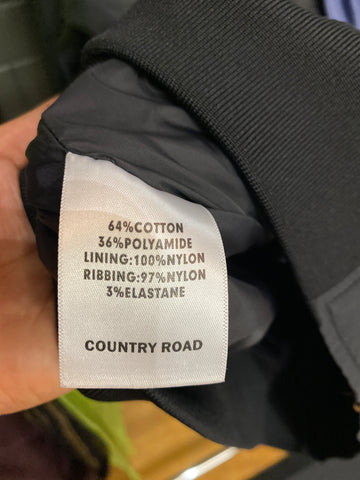 64%COTTON
36%POLYAMIDE
LINING:100%NYLON
RIBBING:97%NYLON
3%ELASTANE
COUNTRY ROAD